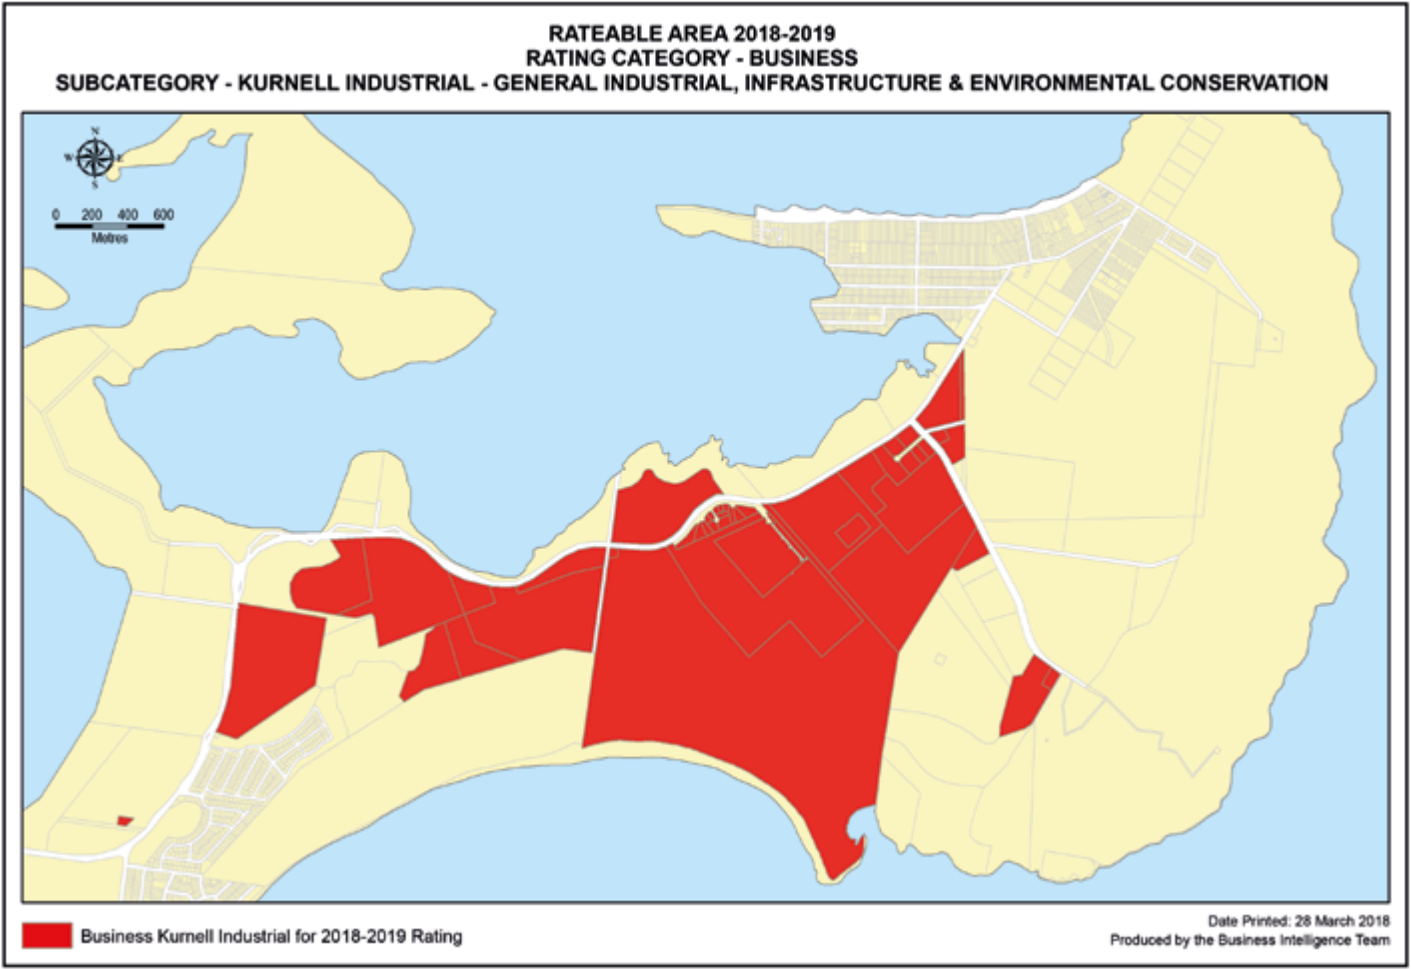 RATEABLE AREA 2018-2019
RATING CATEGORY - BUSINESS
SUBCATEGORY - KURNELL INDUSTRIAL - GENERAL INDUSTRIAL, INFRASTRUCTURE & ENVIRONMENTAL CONSERVATION
N
W E
S
0 200 400 600
Metres
Business Kurnell Industrial for 2018-2019 Rating
Date Printed: 28 March 2018
Produced by the Business Intelligence Team